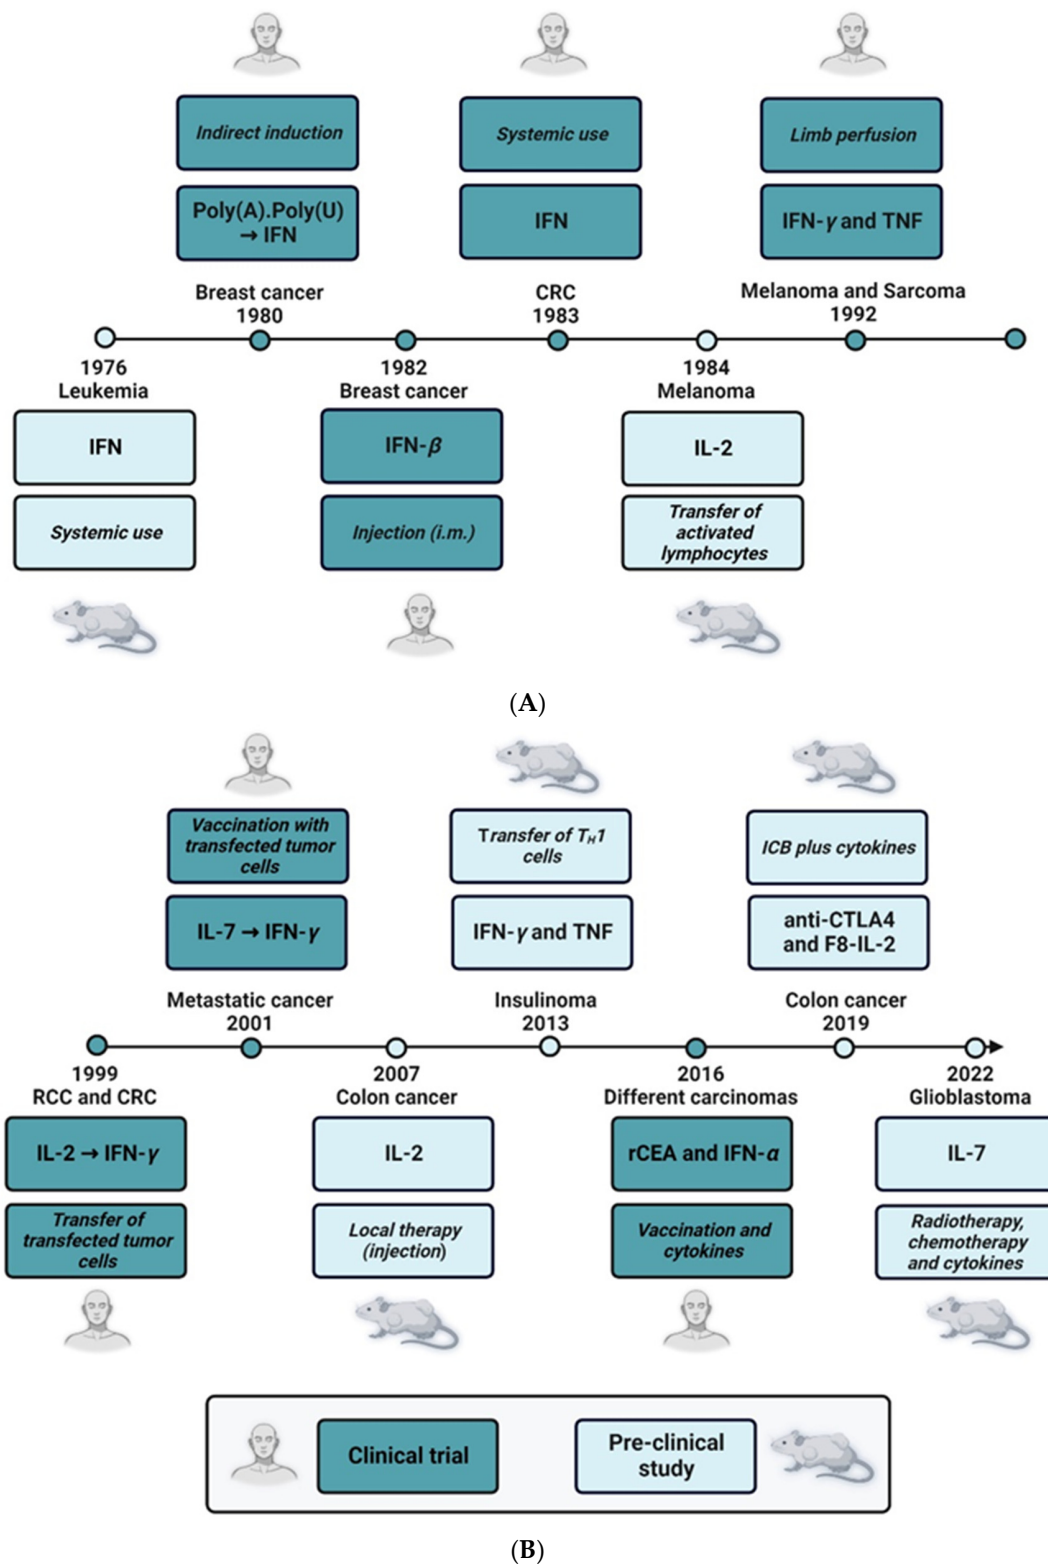 Indirect induction
Systemic use
Limb perfusion
Poly(A).Poly(U)
→ IFN
IFN
IFN-γ and TNF
Breast cancer
1980
CRC
1983
Melanoma and Sarcoma
1992
1976
Leukemia
1982
Breast cancer
1984
Melanoma
IFN
IFN-β
IL-2
Systemic use
Injection (i.m.)
Transfer of
activated
lymphocytes
(A)
Vaccination with
transfected tumor
cells
Transfer of TH1
cells
ICB plus cytokines
IL-7 → IFN-γ
IFN-γ and TNF
anti-CTLA4
and F8-IL-2
Metastatic cancer
2001
Insulinoma
2013
Colon cancer
2019
1999
RCC and CRC
2007
Colon cancer
2016
Different carcinomas
2022
Glioblastoma
IL-2 → IFN-γ
IL-2
rCEA and IFN-α
IL-7
Transfer of
transfected tumor
cells
Local therapy
(injection)
Vaccination and
cytokines
Radiotherapy,
chemotherapy
and cytokines
Clinical trial
Pre-clinical
study
(B)